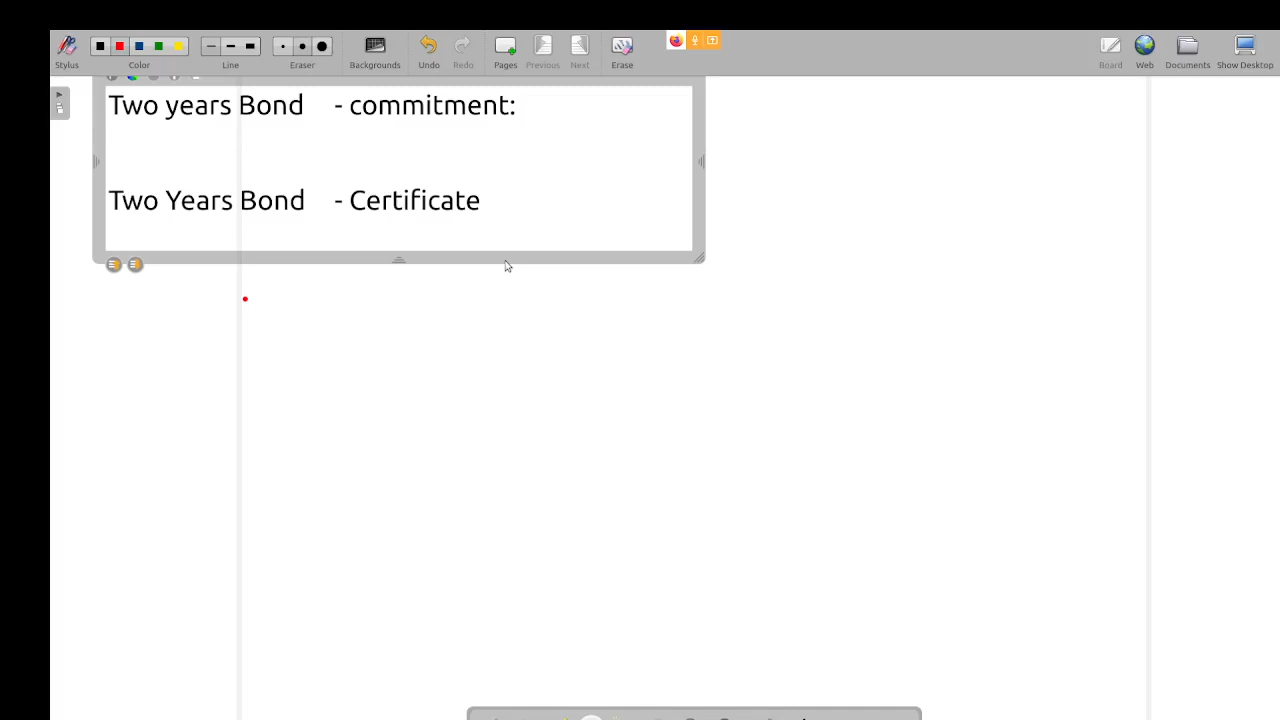 Stylus Color Line Eraser Backgrounds Undo Redo Pages Previous Next Erase Board Web Documents Show Desktop
Two years Bond - commitment:
Two Years Bond - Certificate